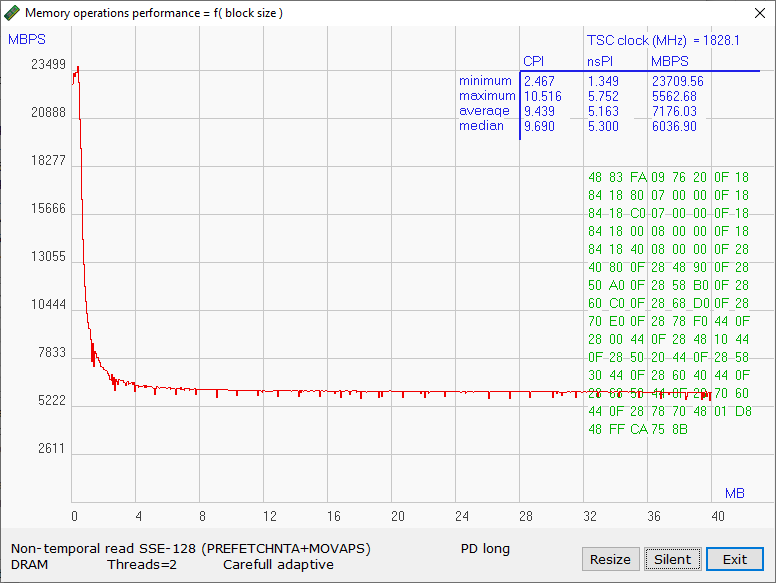 Memory operations performance = f( block size )
MBPS
23499
20888
18277
15666
13055
10444
7833
5222
2611
TSC clock (MHz) = 1828.1
CPI nsPI MBPS
minimum 2.467 1.349 23709.56
maximum 10.516 5.752 5562.68
average 9.439 5.163 7176.03
median 9.690 5.300 6036.90
48 83 FA 09 76 20 0F 18
84 18 80 07 00 00 0F 18
84 18 C0 07 00 00 0F 18
84 18 00 08 00 00 0F 18
84 18 40 08 00 00 0F 28
40 80 0F 28 48 90 0F 28
50 A0 0F 28 58 B0 0F 28
60 C0 0F 28 68 D0 0F 28
70 E0 0F 28 78 F0 44 0F
28 00 44 0F 28 48 10 44
0F 28 50 20 44 0F 28 58
30 44 0F 28 60 40 44 0F
28 68 50 44 0F 28 70 60
44 0F 28 78 70 48 01 D8
48 FF CA 75 8B
MB
0 4 8 12 16 20 24 28 32 36 40
Non-temporal read SSE-128 (PREFETCHNTA+MOVAPS) PD long
DRAM Threads=2 Carefull adaptive
Resize Silent Exit